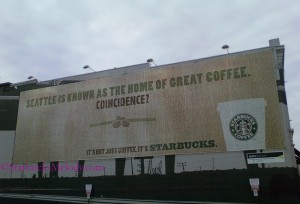 SEATTLE IS KNOWN AS THE HOME OF GREAT COFFEE.
COINCIDENCE?
IT'S NOT JUST COFFEE. IT'S STARBUCKS.